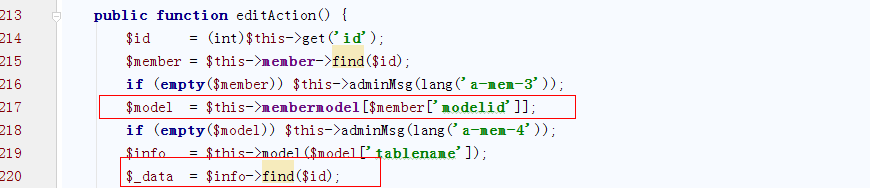 213 public function editAction() {
214 $id = (int)$this->get('id');
215 $member = $this->member->find($id);
216 if (empty($member)) $this->adminMsg(lang('a-mem-3'));
217 $model = $this->membermodel[$member['modelid']];
218 if (empty($model)) $this->adminMsg(lang('a-mem-4'));
219 $info = $this->model($model['tablename']);
220 $_data = $info->find($id);